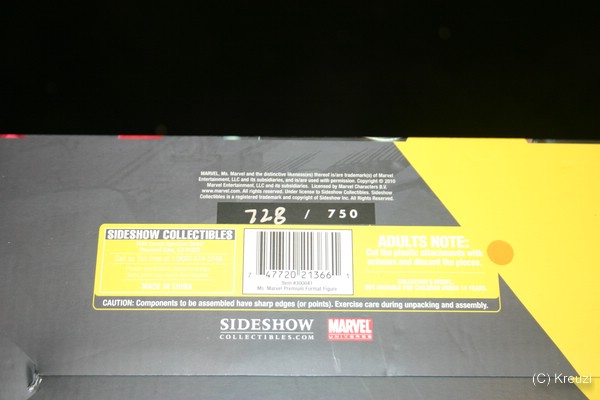 MARVEL, Ms. Marvel and the distinctive likeness(es) thereof is/are trademark(s) of Marvel
Entertainment, LLC and its subsidiaries, and is/are used with permission. Copyright © 2010
Marvel Entertainment, LLC and its subsidiaries. Licensed by Marvel Characters B.V.
www.marvel.com. All rights Reserved. Under license to Sideshow Collectibles. Sideshow
Collectibles is a registered trademark and copyright of Sideshow Inc. All Rights Reserved.
728 / 750
SIDESHOW COLLECTIBLES
MADE IN CHINA
7 47720 21366 1
Ms. Marvel Premium Format Figure
ADULTS NOTE:
Cut the plastic attachments with
scissors and discard the pieces.
CAUTION: Components to be assembled have sharp edges (or points). Exercise care during unpacking and assembly.
SIDESHOW
COLLECTIBLES.COM
MARVEL
UNIVERSE
(C) Kreuzi